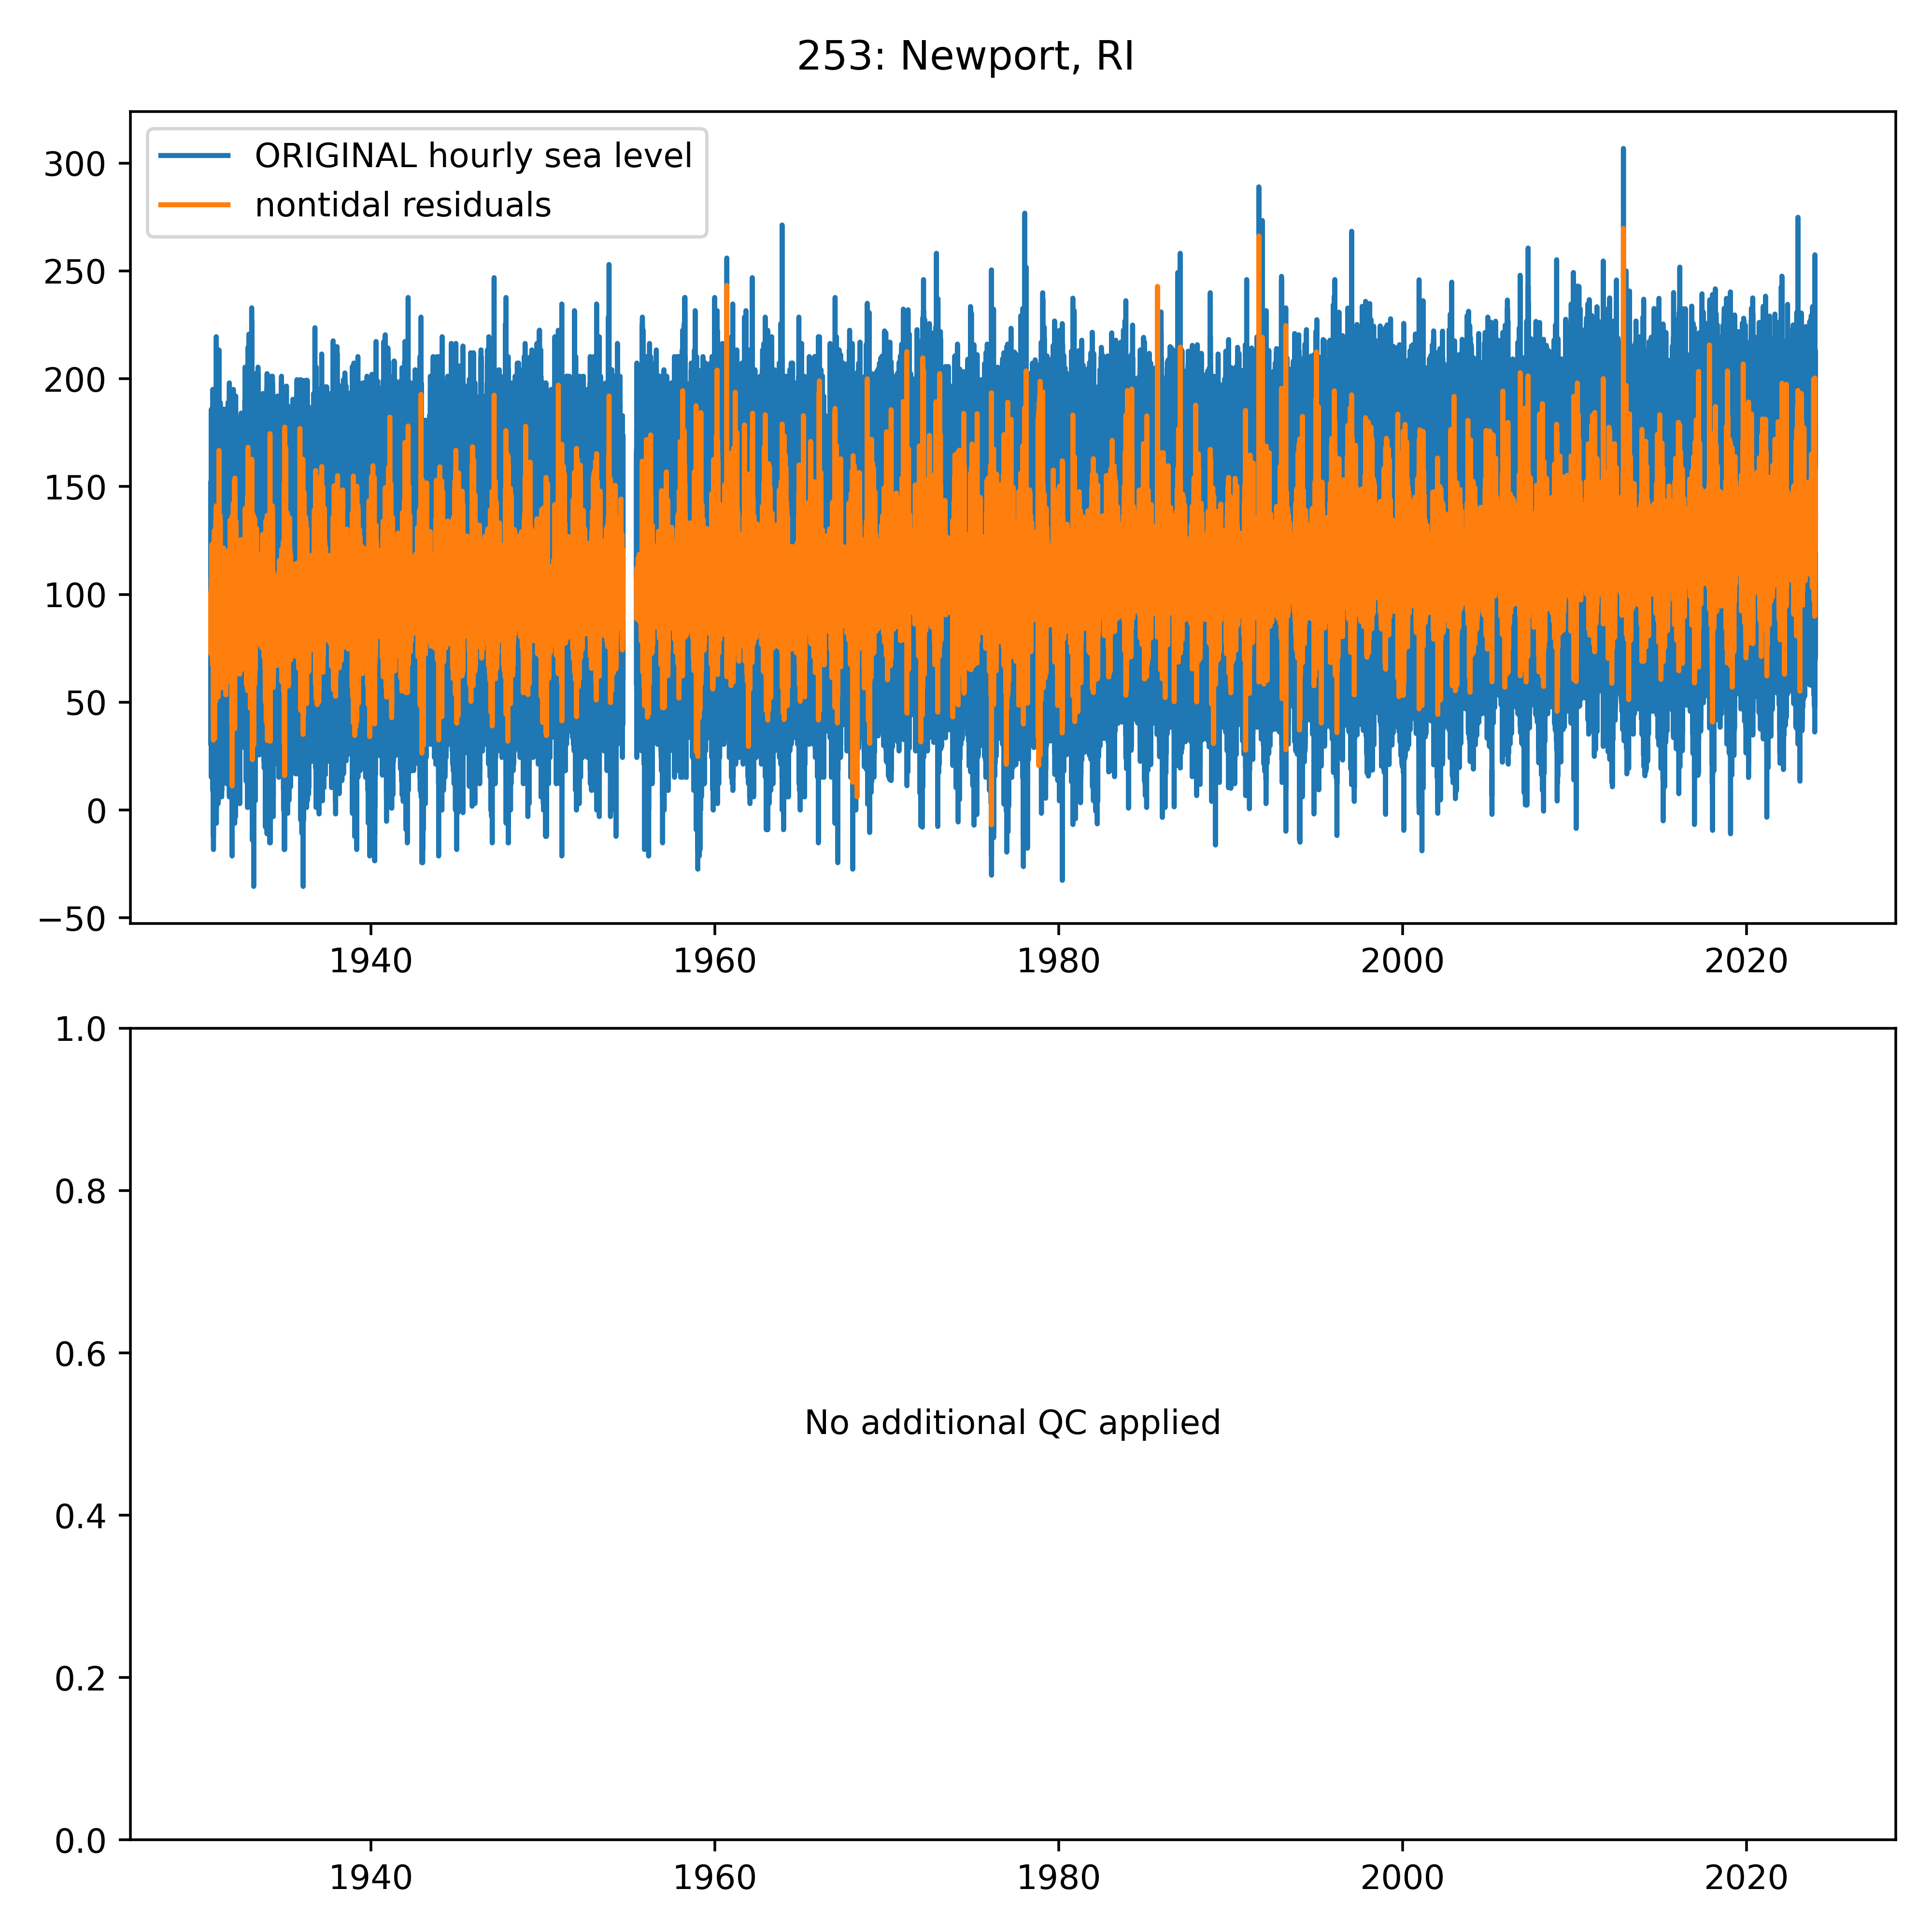 253: Newport, RI
ORIGINAL hourly sea level
nontidal residuals
300
250
200
150
100
50
0
−50
1940 1960 1980 2000 2020
1.0
0.8
0.6
No additional QC applied
0.4
0.2
0.0
1940 1960 1980 2000 2020